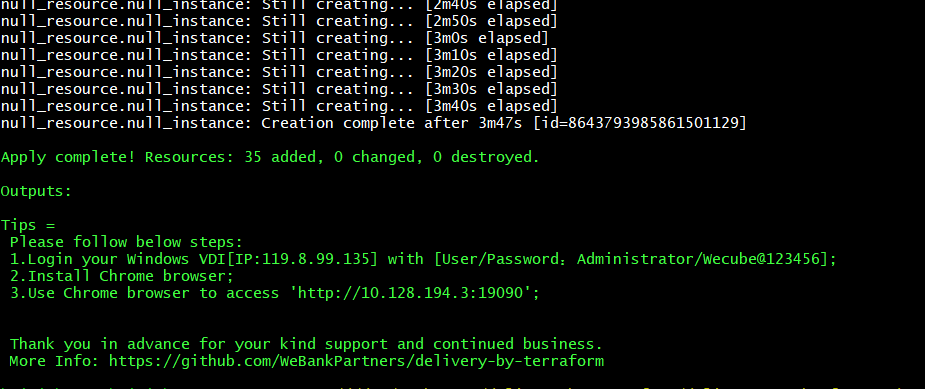 null_resource.null_instance: Still creating... [2m40s elapsed]
null_resource.null_instance: Still creating... [2m50s elapsed]
null_resource.null_instance: Still creating... [3m0s elapsed]
null_resource.null_instance: Still creating... [3m10s elapsed]
null_resource.null_instance: Still creating... [3m20s elapsed]
null_resource.null_instance: Still creating... [3m30s elapsed]
null_resource.null_instance: Still creating... [3m40s elapsed]
null_resource.null_instance: Creation complete after 3m47s [id=8643793985861501129]
Apply complete! Resources: 35 added, 0 changed, 0 destroyed.
Outputs:
Tips =
Please follow below steps:
1.Login your Windows VDI[IP:119.8.99.135] with [User/Password：Administrator/Wecube@123456];
2.Install Chrome browser;
3.Use Chrome browser to access 'http://10.128.194.3:19090';
Thank you in advance for your kind support and continued business.
More Info: https://github.com/WeBankPartners/delivery-by-terraform